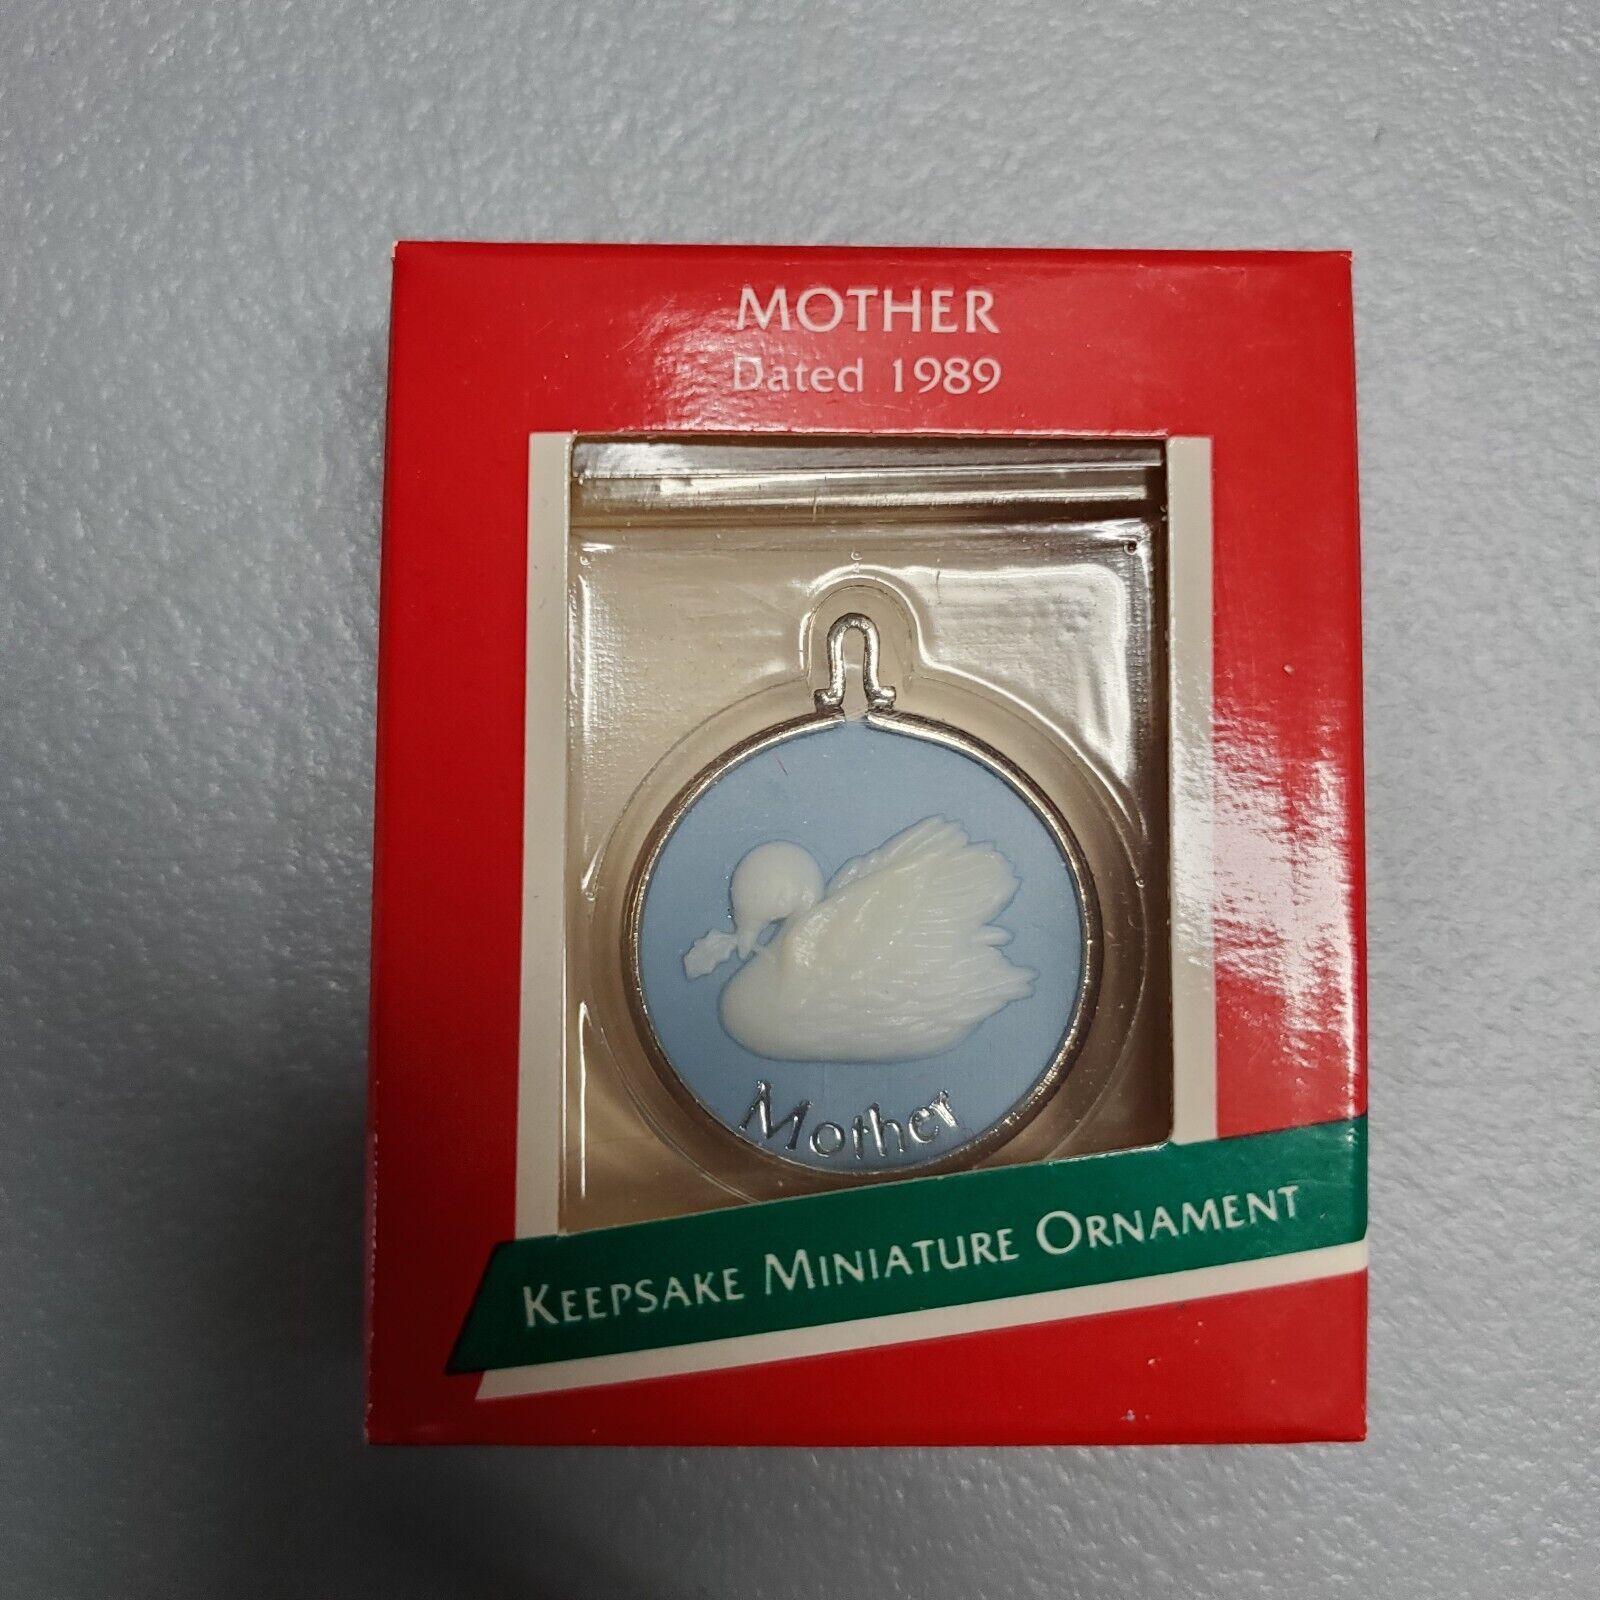 MOTHER
Dated 1989
Mother
KEEPSAKE MINIATURE ORNAMENT